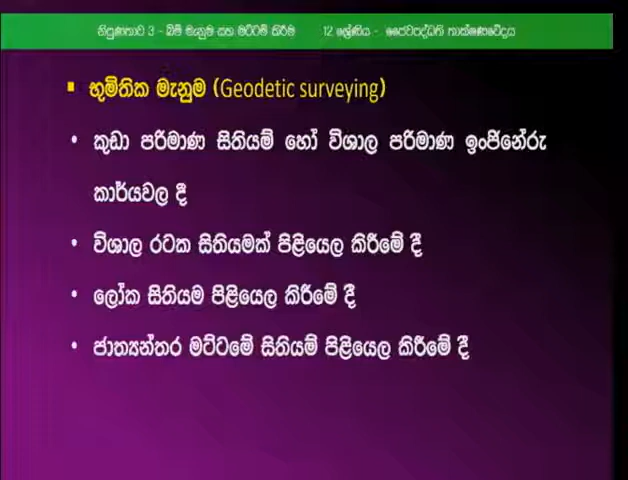 නිපුණතාව 3 - බිම් මැනුම සහ මට්ටම් කිරීම 12 ශ්‍රේණිය - ජෛවපද්ධති තාක්ෂණවේදය
භූමිතික මැනුම (Geodetic surveying)
• කුඩා පරිමාණ සිතියම් හෝ විශාල පරිමාණ ඉංජිනේරු
කාර්යවල දී
• විශාල රටක සිතියමක් පිළියෙල කිරීමේ දී
• ලෝක සිතියම පිළියෙල කිරීමේ දී
• ජාත්‍යන්තර මට්ටමේ සිතියම් පිළියෙල කිරීමේ දී